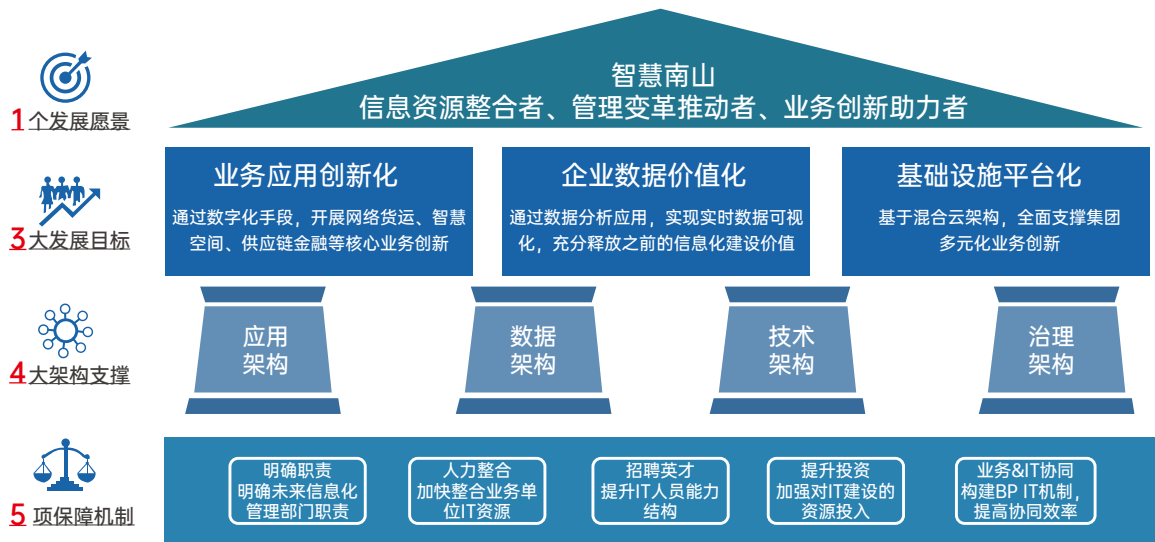 智慧南山
信息资源整合者、管理变革推动者、业务创新助力者
1个发展愿景
业务应用创新化
通过数字化手段，开展网络货运、智慧
空间、供应链金融等核心业务创新
企业数据价值化
通过数据分析应用，实现实时数据可视
化，充分释放之前的信息化建设价值
基础设施平台化
基于混合云架构，全面支撑集团
多元化业务创新
3大发展目标
应用
架构
数据
架构
技术
架构
治理
架构
4大架构支撑
明确职责
明确未来信息化
管理部门职责
人力整合
加快整合业务单
位IT资源
招聘英才
提升IT人员能力
结构
提升投资
加强对IT建设的
资源投入
业务&IT协同
构建BP IT机制，
提高协同效率
5 项保障机制